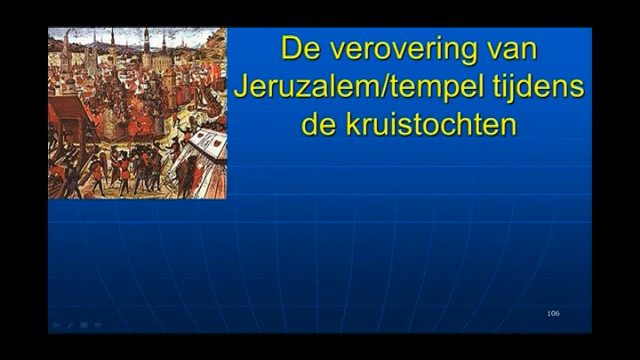 De verovering van
Jeruzalem/tempel tijdens
de kruistochten
106